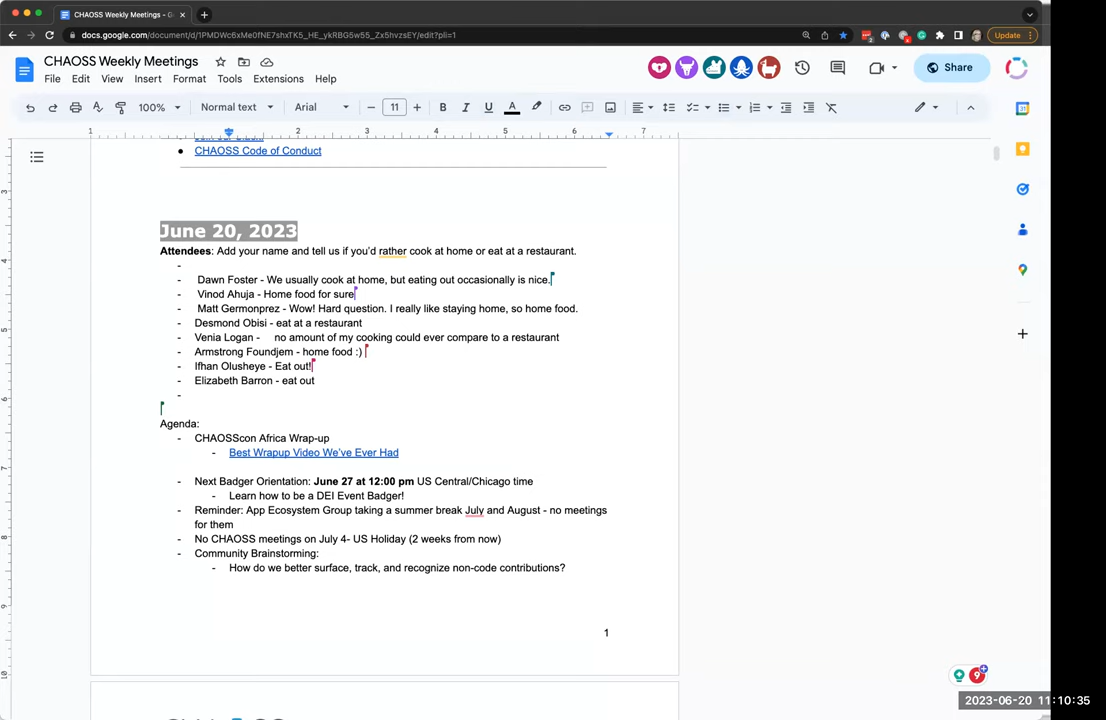 CHAOSS Weekly Meetings - G
docs.google.com/document/d/1PMDWc6xMe0fNE7shxTK5_HE_ykRBG5w55_Zx5hvzsEY/edit?pli=1
Update
CHAOSS Weekly Meetings
File Edit View Insert Format Tools Extensions Help
Share
100% Normal text Arial 11
1 1 2 3 4 5 6 7
CHAOSS Code of Conduct
June 20, 2023
Attendees: Add your name and tell us if you'd rather cook at home or eat at a restaurant.
-
- Dawn Foster - We usually cook at home, but eating out occasionally is nice.
- Vinod Ahuja - Home food for sure
- Matt Germonprez - Wow! Hard question. I really like staying home, so home food.
- Desmond Obisi - eat at a restaurant
- Venia Logan - no amount of my cooking could ever compare to a restaurant
- Armstrong Foundjem - home food :)
- Ifhan Olusheye - Eat out!
- Elizabeth Barron - eat out
-
Agenda:
- CHAOSScon Africa Wrap-up
- Best Wrapup Video We've Ever Had
- Next Badger Orientation: June 27 at 12:00 pm US Central/Chicago time
- Learn how to be a DEI Event Badger!
- Reminder: App Ecosystem Group taking a summer break July and August - no meetings
for them
- No CHAOSS meetings on July 4- US Holiday (2 weeks from now)
- Community Brainstorming:
- How do we better surface, track, and recognize non-code contributions?
1
9
2023-06-20 11:10:35